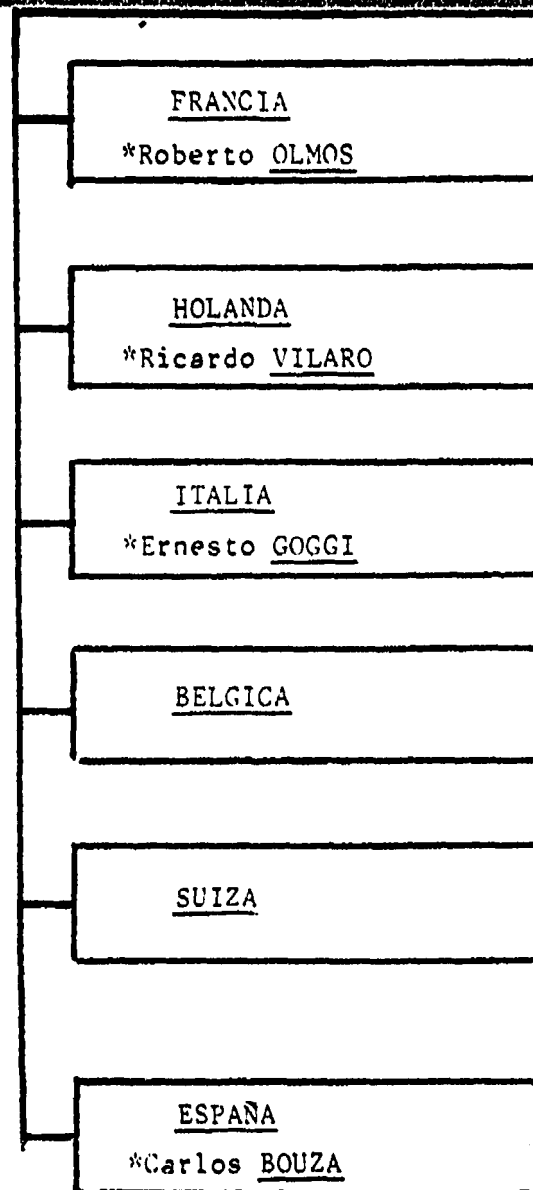 FRANCIA
*Roberto OLMOS
HOLANDA
*Ricardo VILARO
ITALIA
*Ernesto GOGGI
BELGICA
SUIZA
ESPAÑA
*Carlos BOUZA